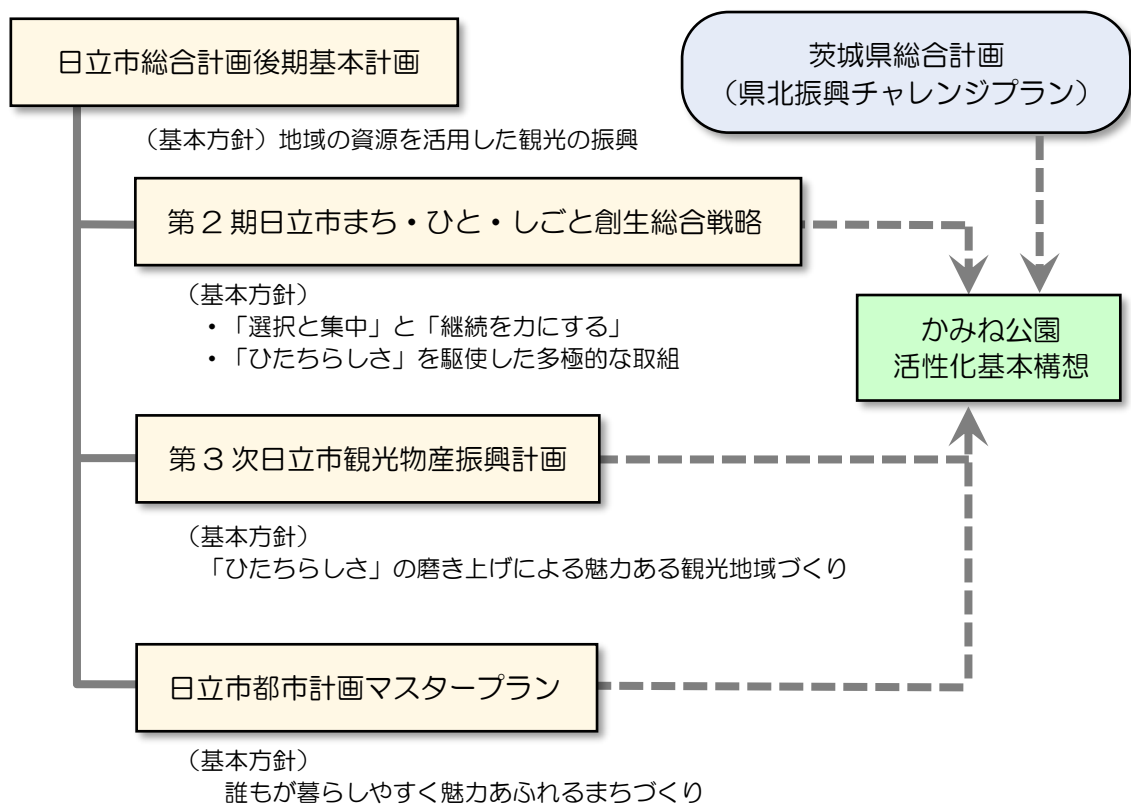 日立市総合計画後期基本計画
茨城県総合計画
（県北振興チャレンジプラン）
（基本方針）地域の資源を活用した観光の振興
第２期日立市まち・ひと・しごと創生総合戦略
（基本方針）
・「選択と集中」と「継続を力にする」
・「ひたちらしさ」を駆使した多極的な取組
かみね公園
活性化基本構想
第３次日立市観光物産振興計画
（基本方針）
「ひたちらしさ」の磨き上げによる魅力ある観光地域づくり
日立市都市計画マスタープラン
（基本方針）
誰もが暮らしやすく魅力あふれるまちづくり